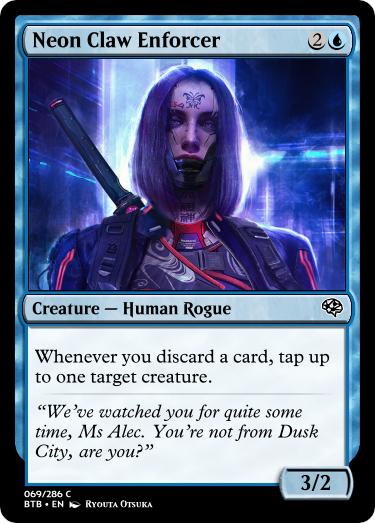 Neon Claw Enforcer 2
Creature — Human Rogue
Whenever you discard a card, tap up
to one target creature.
“We’ve watched you for quite some
time, Ms Alec. You’re not from Dusk
City, are you?”
3/2
069/286 C
BTB • EN Ryouta Otsuka